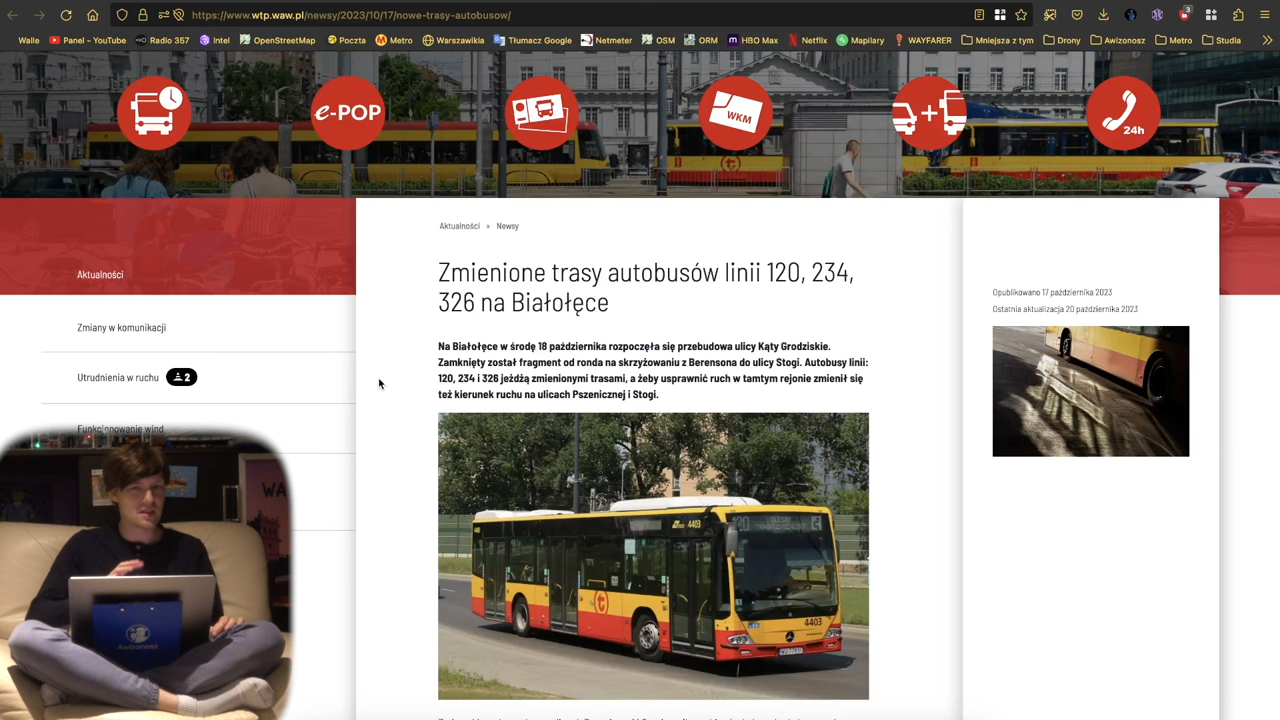 https://www.wtp.waw.pl/newsy/2023/10/17/nowe-trasy-autobusow/
3
Walle Panel – YouTube Radio 357 Intel OpenStreetMap Poczta Metro Warszawikia Tłumacz Google Netmeter OSM ORM HBO Max Netflix Mapilary WAYFARER Mniejsza z tym Drony Awizonosz Metro Studia
e-POP
WKM
24h
Aktualności
Zmiany w komunikacji
Utrudnienia w ruchu 2
Funkcjonowanie wind
Aktualności » Newsy
Zmienione trasy autobusów linii 120, 234,
326 na Białołęce
Na Białołęce w środę 18 października rozpoczęła się przebudowa ulicy Kąty Grodziskie.
Zamknięty został fragment od ronda na skrzyżowaniu z Berensona do ulicy Stogi. Autobusy linii:
120, 234 i 326 jeżdżą zmienionymi trasami, a żeby usprawnić ruch w tamtym rejonie zmienił się
też kierunek ruchu na ulicach Pszenicznej i Stogi.
4403
4403
Opublikowano 17 października 2023
Ostatnia aktualizacja 20 października 2023
WA
Awizonosz